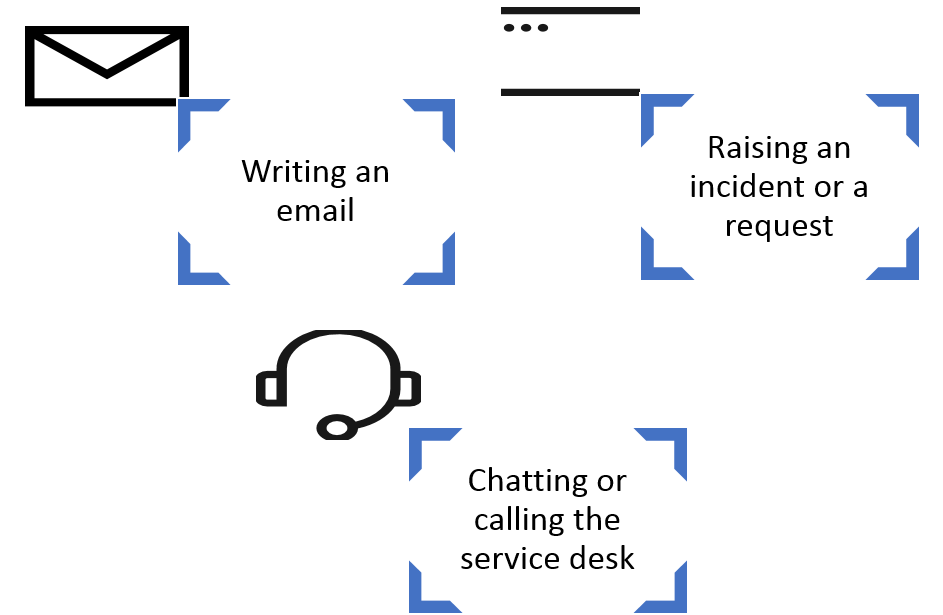 Writing an
email
Raising an
incident or a
request
Chatting or
calling the
service desk